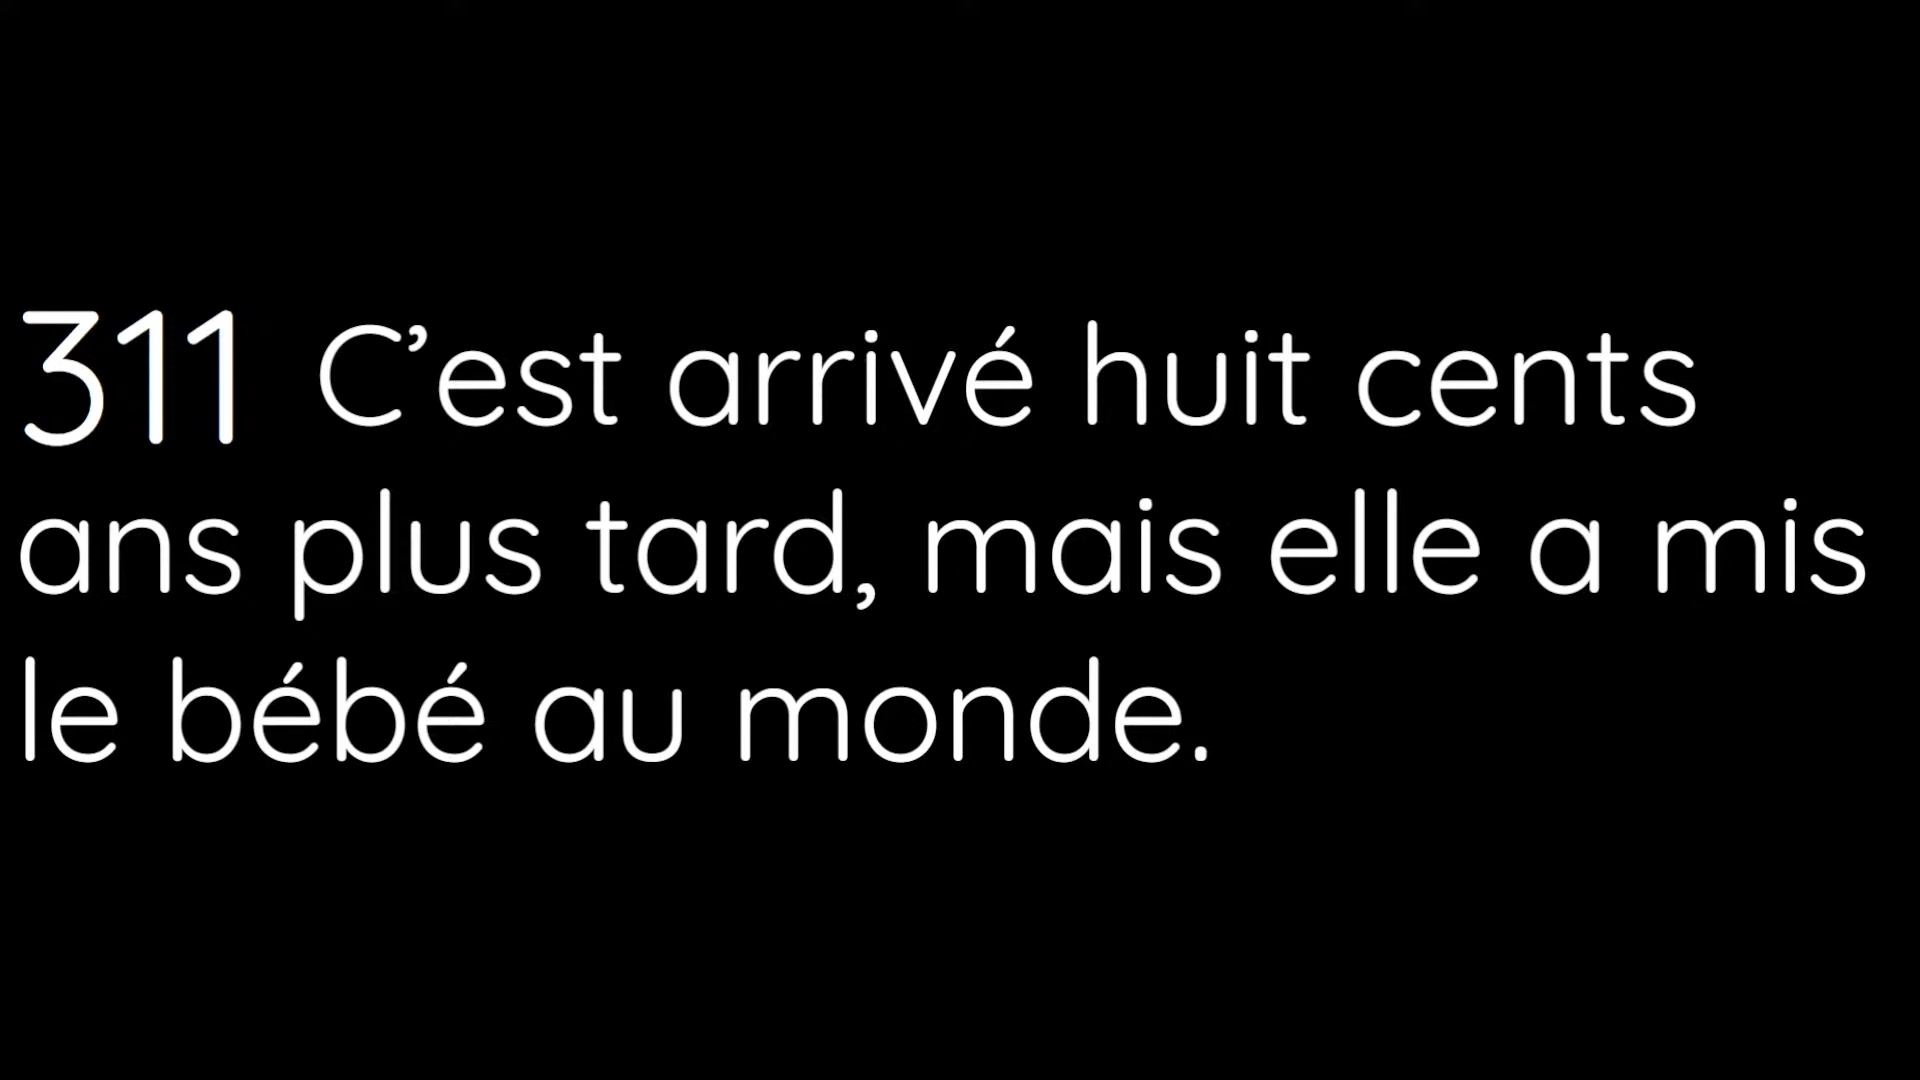 311 C’est arrivé huit cents
ans plus tard, mais elle a mis
le bébé au monde.